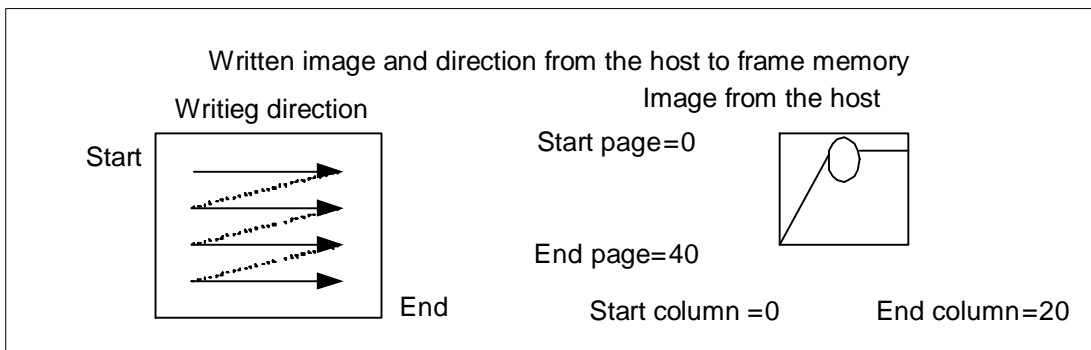 Written image and direction from the host to frame memory
Writieg direction
Image from the host
Start
Start page=0
End page=40
End
Start column =0
End column=20